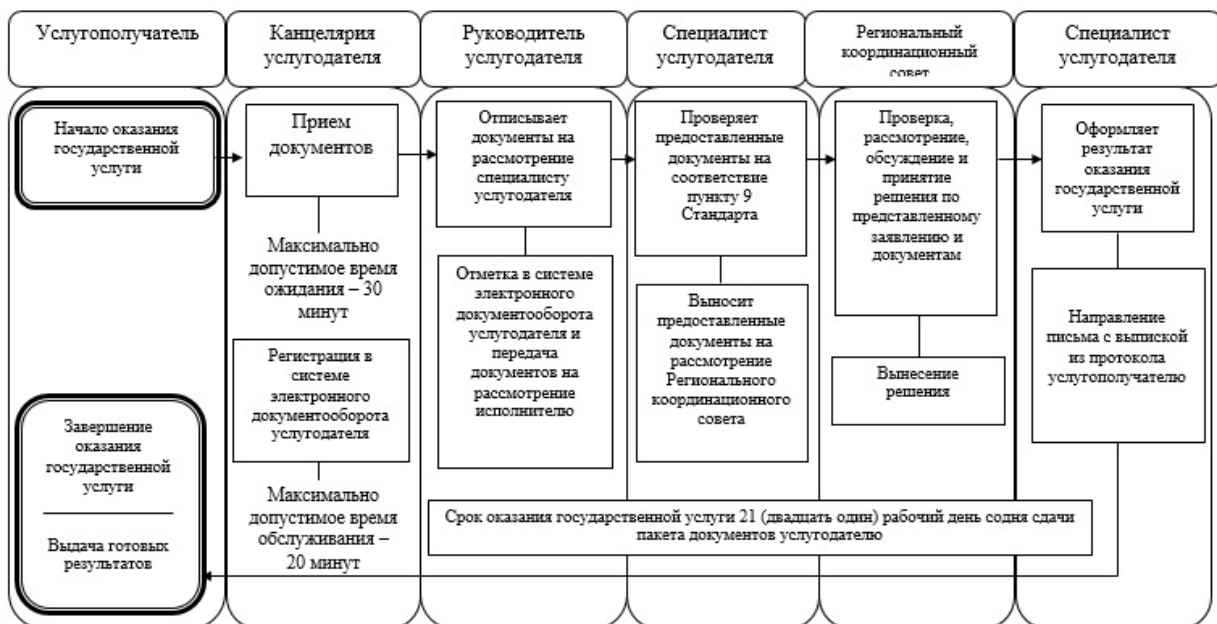 Услугополучатель
Канцелярия
услугодателя
Руководитель
услугодателя
Специалист
услугодателя
Региональный
координационный
совет
Специалист
услугодателя
Начало оказания
государственной
услуги
Прием
документов
Максимально
допустимое время
ожидания – 30
минут
Регистрация в
системе
электронного
документооборота
услугодателя
Максимально
допустимое время
обслуживания –
20 минут
Отписывает
документы на
рассмотрение
специалисту
услугодателя
Отметка в системе
электронного
документооборота
услугодателя и
передача
документов на
рассмотрение
исполнителю
Проверяет
предоставленные
документы на
соответствие
пункту 9
Стандарта
Выносит
предоставленные
документы на
рассмотрение
Регионального
координационного
совета
Проверка,
рассмотрение,
обсуждение и
принятие
решения по
представленному
заявлению и
документам
Вынесение
решения
Оформляет
результат
оказания
государственной
услуги
Направление
письма с выпиской
из протокола
услугополучателю
Срок оказания государственной услуги 21 (двадцать один) рабочий день содня сдачи
пакета документов услугодателю
Завершение
оказания
государственной
услуги
Выдача готовых
результатов